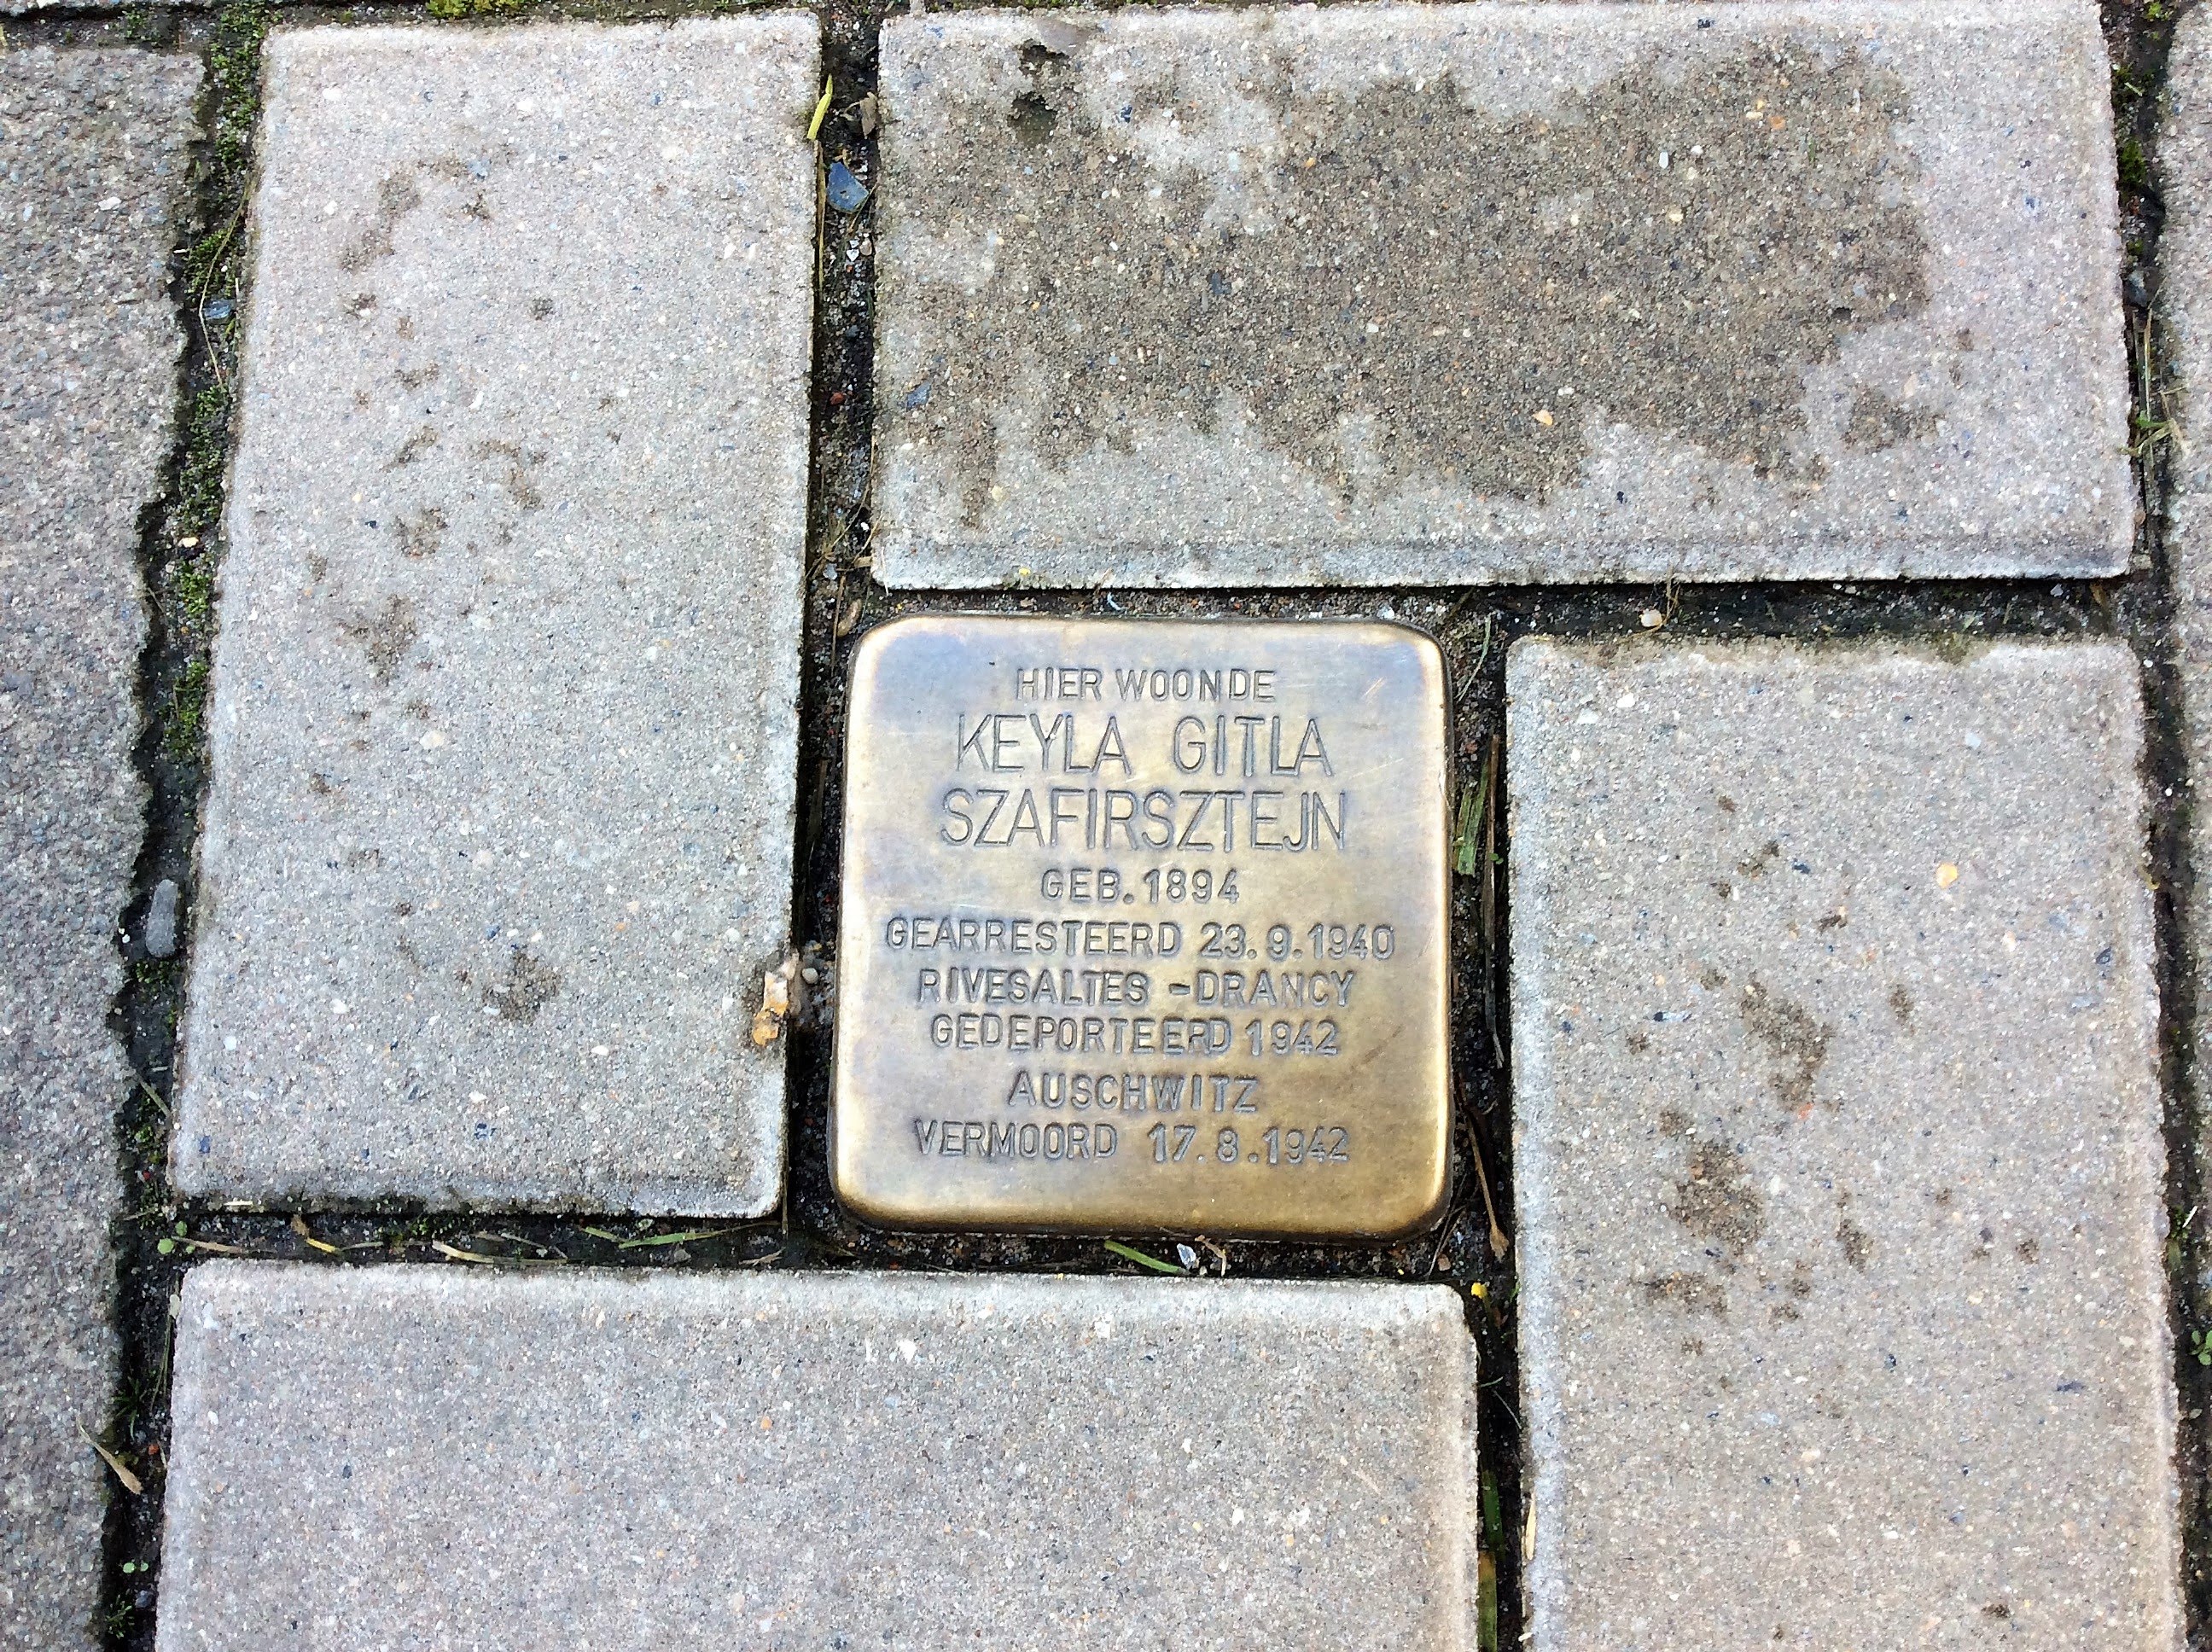 HIER WOONDE
KEYLA GITLA
SZAFIRSZTEJN
GEB. 1894
GEARRESTEERD 23.9.1940
RIVESALTES - DRANCY
GEDEPORTEERD 1942
AUSCHWITZ
VERMOORD 17.8.1942